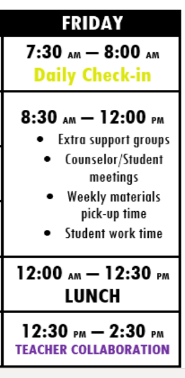 FRIDAY
7:30 AM — 8:00 AM
Daily Check-in
8:30 AM — 12:00 PM
• Extra support groups
• Counselor/Student
meetings
• Weekly materials
pick-up time
• Student work time
12:00 AM — 12:30 PM
LUNCH
12:30 PM — 2:30 PM
TEACHER COLLABORATION